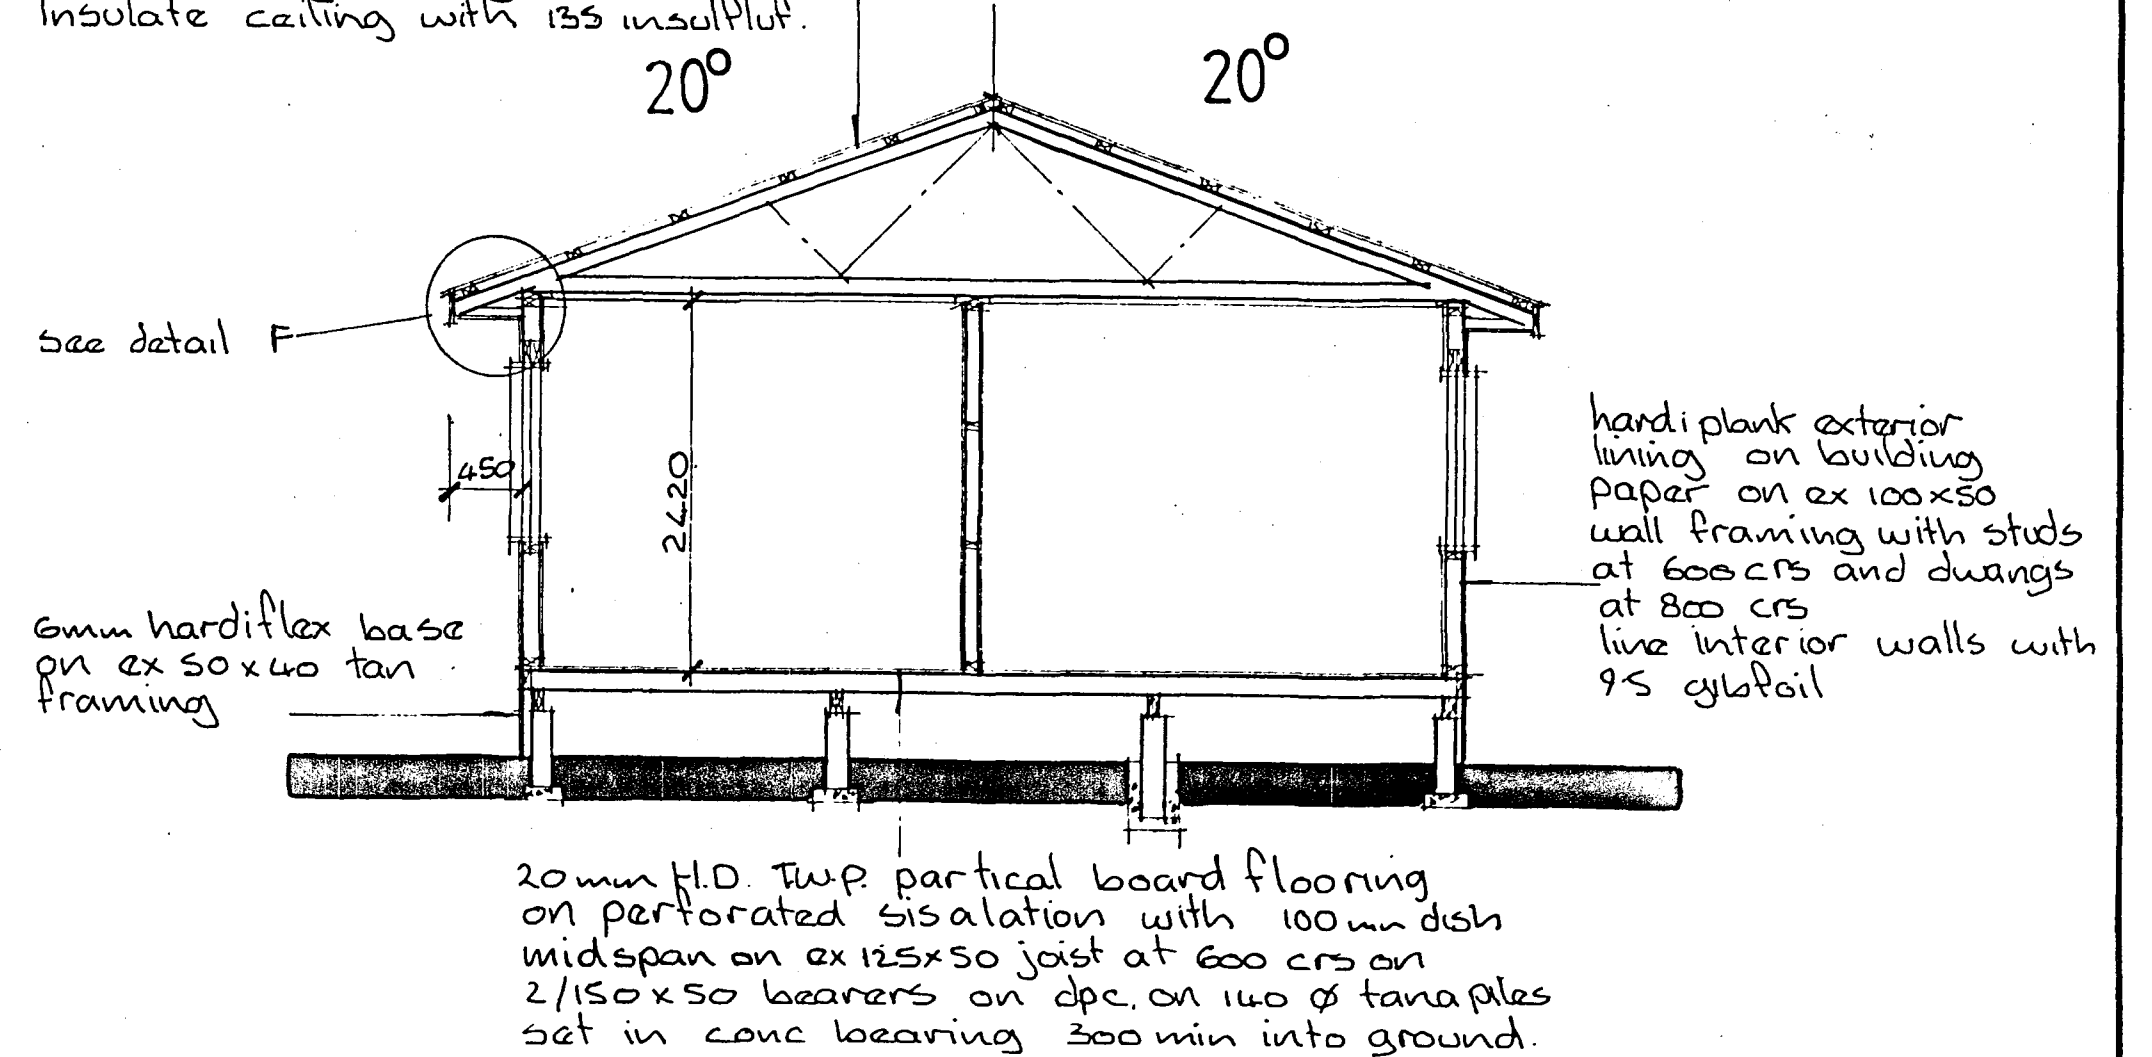 Insulate ceiling with 135 insulfluf.
20°
20°
see detail F
450
2420
hardiplank exterior
lining on building
paper on ex 100x50
wall framing with studs
at 600 crs and dwangs
at 800 crs
line interior walls with
9.5 gibfoil
6mm hardiflex base
on ex 50x40 tan
framing
20mm H.D. T.W.P. partical board flooring
on perforated sisalation with 100mm dish
midspan on ex 125x50 joist at 600 crs on
2/150x50 bearers on dpc. on 140 Ø tanapiles
set in conc bearing 300 min into ground.